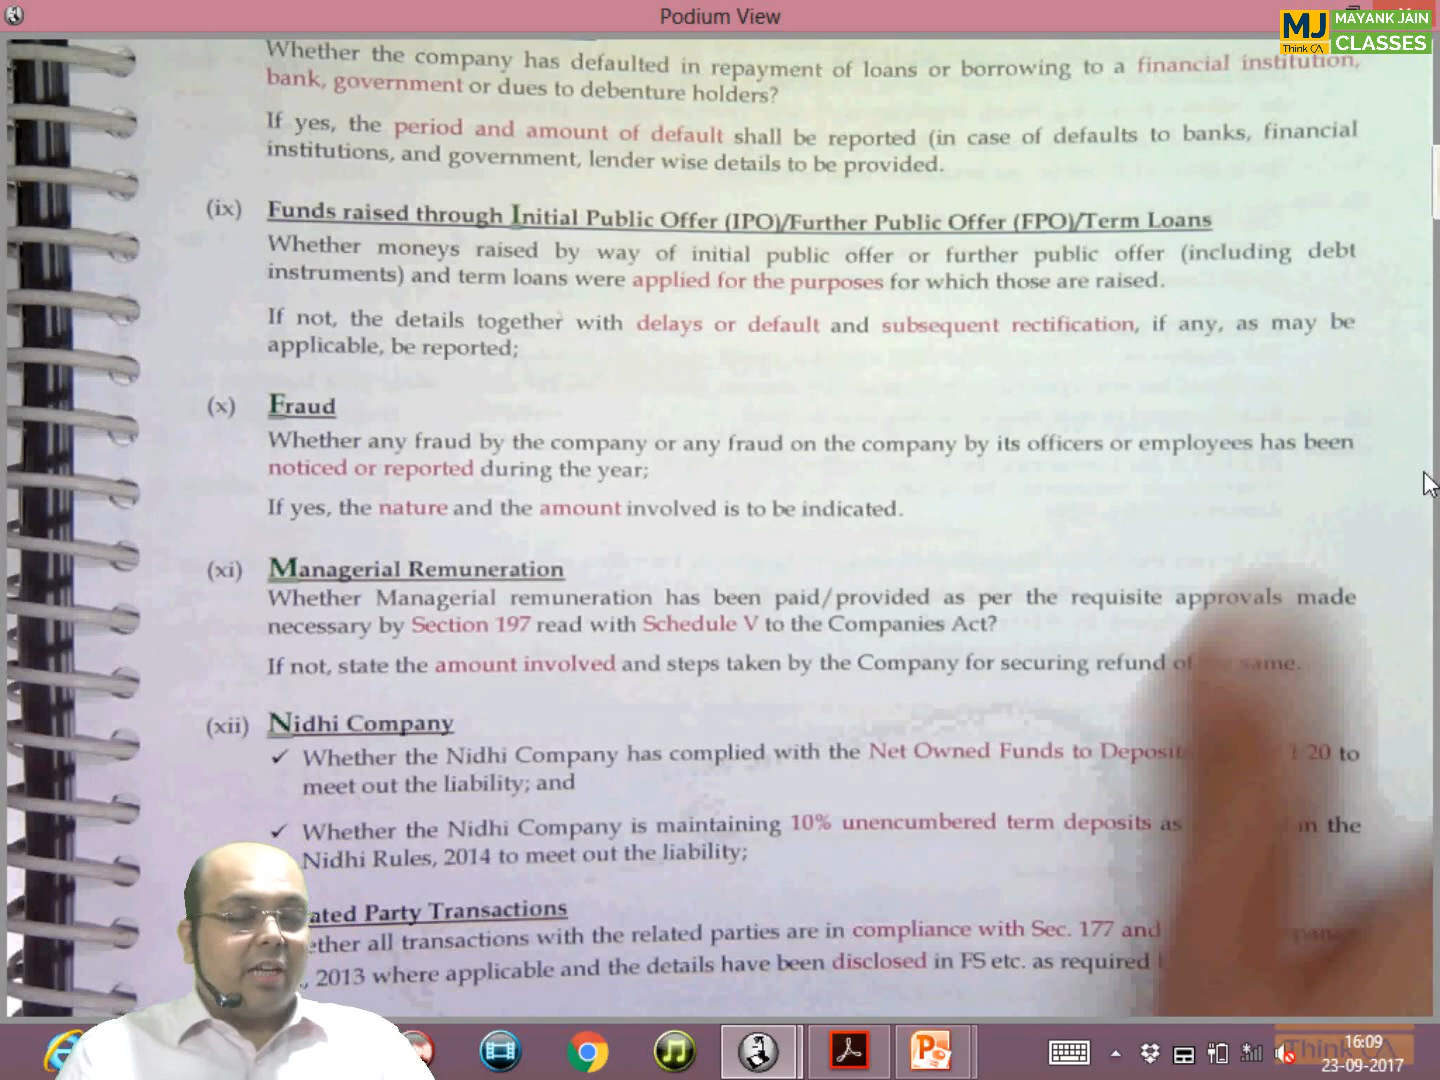 Podium View
MJ
Think CA
MAYANK JAIN
CLASSES
Whether the company has defaulted in repayment of loans or borrowing to a financial institution,
bank, government or dues to debenture holders?
If yes, the period and amount of default shall be reported (in case of defaults to banks, financial
institutions, and government, lender wise details to be provided.
(ix) Funds raised through Initial Public Offer (IPO)/Further Public Offer (FPO)/Term Loans
Whether moneys raised by way of initial public offer or further public offer (including debt
instruments) and term loans were applied for the purposes for which those are raised.
If not, the details together with delays or default and subsequent rectification, if any, as may be
applicable, be reported;
(x) Fraud
Whether any fraud by the company or any fraud on the company by its officers or employees has been
noticed or reported during the year;
If yes, the nature and the amount involved is to be indicated.
(xi) Managerial Remuneration
Whether Managerial remuneration has been paid/provided as per the requisite approvals made
necessary by Section 197 read with Schedule V to the Companies Act?
If not, state the amount involved and steps taken by the Company for securing refund of same.
(xii) Nidhi Company
✓ Whether the Nidhi Company has complied with the Net Owned Funds to 1:20 to
meet out the liability; and
✓ Whether the Nidhi Company is maintaining 10% unencumbered term deposits as the
Nidhi Rules, 2014 to meet out the liability;
Party Transactions
all transactions with the related parties are in compliance with Sec. 177 and
2013 where applicable and the details have been disclosed in FS etc. as required
Think CA
16:09
23-09-2017